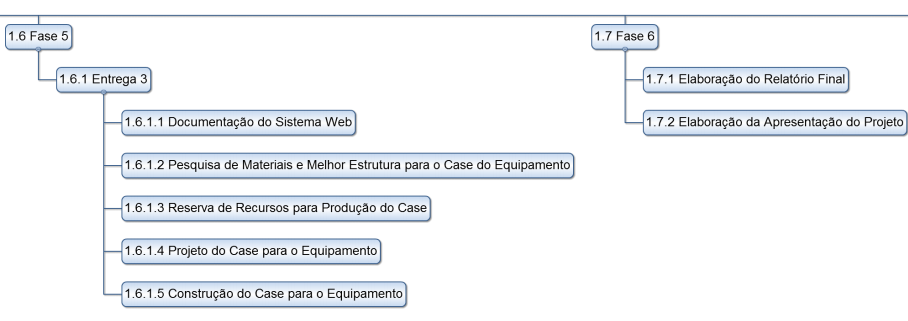 1.6 Fase 5
1.6.1 Entrega 3
1.6.1.1 Documentação do Sistema Web
1.6.1.2 Pesquisa de Materiais e Melhor Estrutura para o Case do Equipamento
1.6.1.3 Reserva de Recursos para Produção do Case
1.6.1.4 Projeto do Case para o Equipamento
1.6.1.5 Construção do Case para o Equipamento
1.7 Fase 6
1.7.1 Elaboração do Relatório Final
1.7.2 Elaboração da Apresentação do Projeto